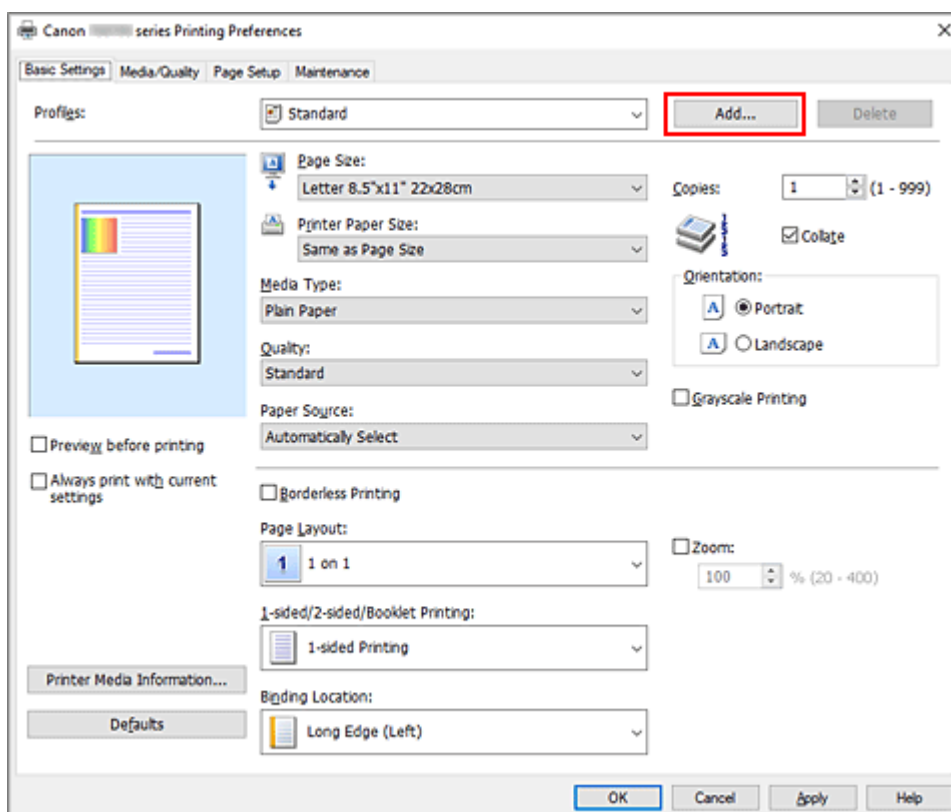 Canon series Printing Preferences
Basic Settings Media/Quality Page Setup Maintenance
Profiles: Standard Add... Delete
Page Size:
Letter 8.5"x11" 22x28cm
Copies: 1 (1 - 999)
Printer Paper Size:
Same as Page Size
Collate
Media Type:
Plain Paper
Orientation:
A Portrait
A Landscape
Quality:
Standard
Grayscale Printing
Paper Source:
Automatically Select
Preview before printing
Always print with current
settings
Borderless Printing
Page Layout:
1 1 on 1
Zoom:
100 % (20 - 400)
1-sided/2-sided/Booklet Printing:
1-sided Printing
Printer Media Information...
Defaults
Binding Location:
Long Edge (Left)
OK Cancel Apply Help